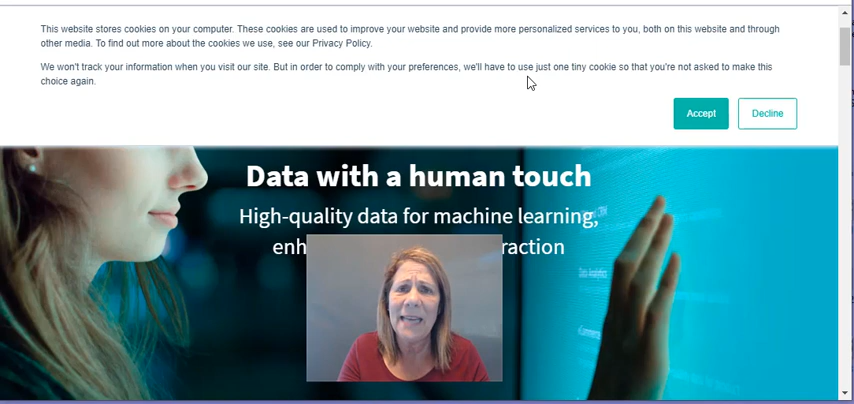 This website stores cookies on your computer. These cookies are used to improve your website and provide more personalized services to you, both on this website and through
other media. To find out more about the cookies we use, see our Privacy Policy.
We won't track your information when you visit our site. But in order to comply with your preferences, we'll have to use just one tiny cookie so that you're not asked to make this
choice again.
Accept Decline
Data with a human touch
High-quality data for machine learning,
enh raction